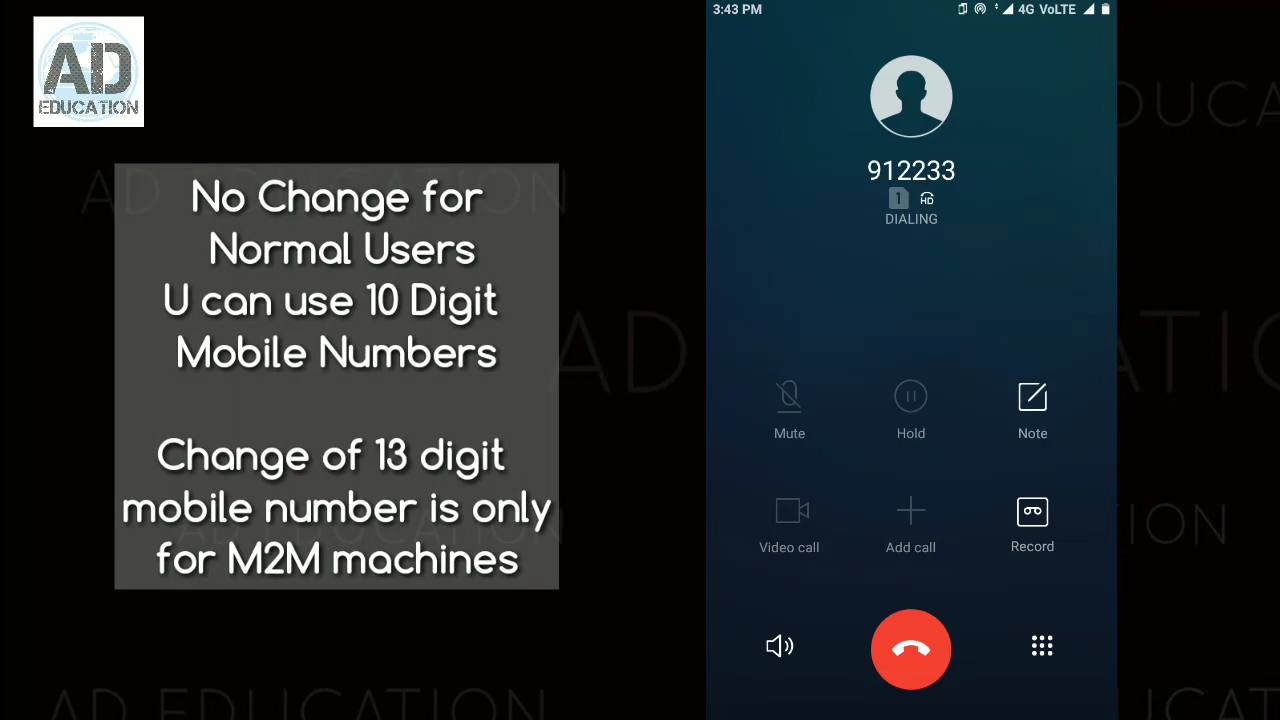 AD
EDUCATION
No Change for
Normal Users
U can use 10 Digit
Mobile Numbers
Change of 13 digit
mobile number is only
for M2M machines
3:43 PM
4G VoLTE
912233
1 HD
DIALING
Mute
Hold
Note
Video call
Add call
Record
AD EDUCATION